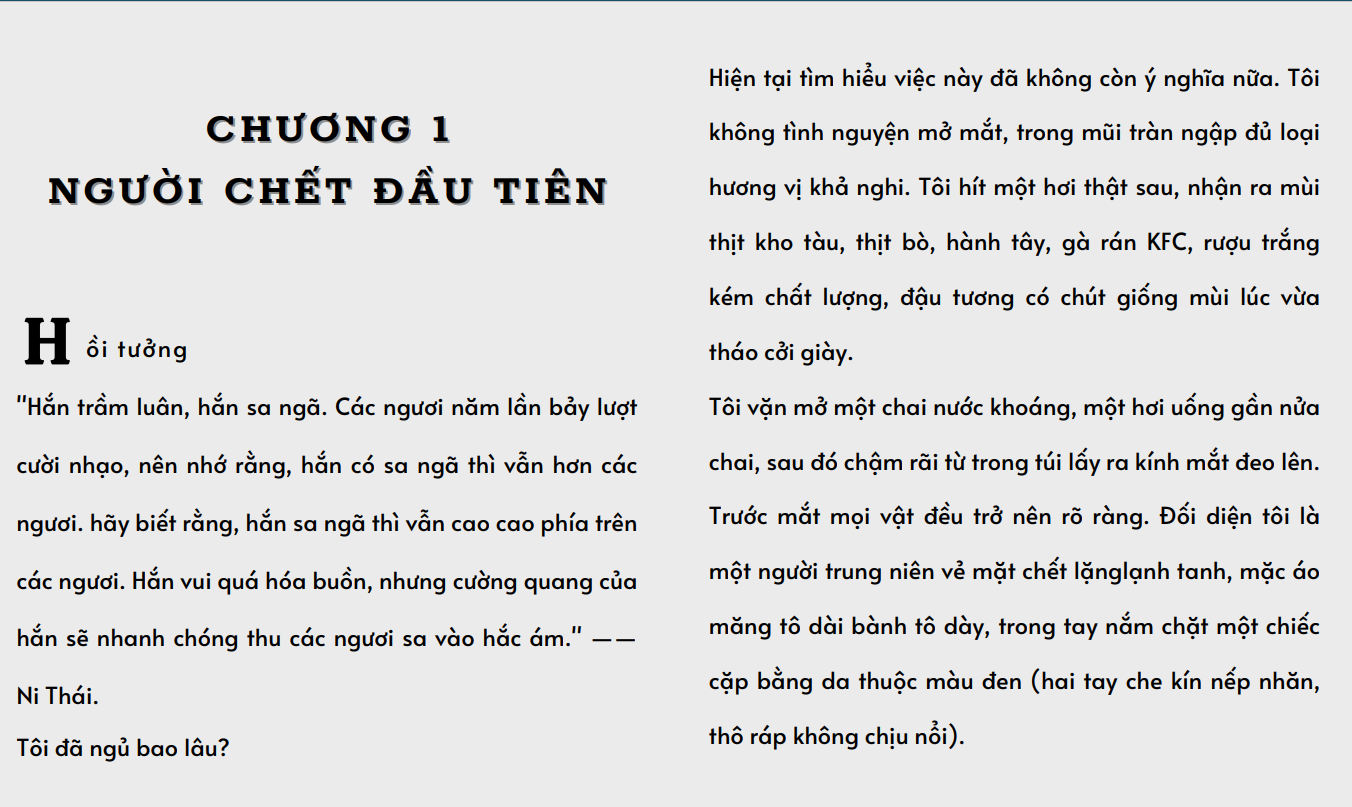 CHƯƠNG 1
NGƯỜI CHẾT ĐẦU TIÊN
Hồi tưởng
"Hắn trầm luân, hắn sa ngã. Các ngươi năm lần bảy lượt
cười nhạo, nên nhớ rằng, hắn có sa ngã thì vẫn hơn các
ngươi. hãy biết rằng, hắn sa ngã thì vẫn cao cao phía trên
các ngươi. Hắn vui quá hóa buồn, nhưng cường quang của
hắn sẽ nhanh chóng thu các ngươi sa vào hắc ám." ——
Ni Thái.
Tôi đã ngủ bao lâu?
Hiện tại tìm hiểu việc này đã không còn ý nghĩa nữa. Tôi
không tình nguyện mở mắt, trong mũi tràn ngập đủ loại
hương vị khả nghi. Tôi hít một hơi thật sau, nhận ra mùi
thịt kho tàu, thịt bò, hành tây, gà rán KFC, rượu trắng
kém chất lượng, đậu tương có chút giống mùi lúc vừa
tháo cởi giày.
Tôi vặn mở một chai nước khoáng, một hơi uống gần nửa
chai, sau đó chậm rãi từ trong túi lấy ra kính mắt đeo lên.
Trước mắt mọi vật đều trở nên rõ ràng. Đối diện tôi là
một người trung niên vẻ mặt chết lặnglạnh tanh, mặc áo
măng tô dài bành tô dày, trong tay nắm chặt một chiếc
cặp bằng da thuộc màu đen (hai tay che kín nếp nhăn,
thô ráp không chịu nổi).